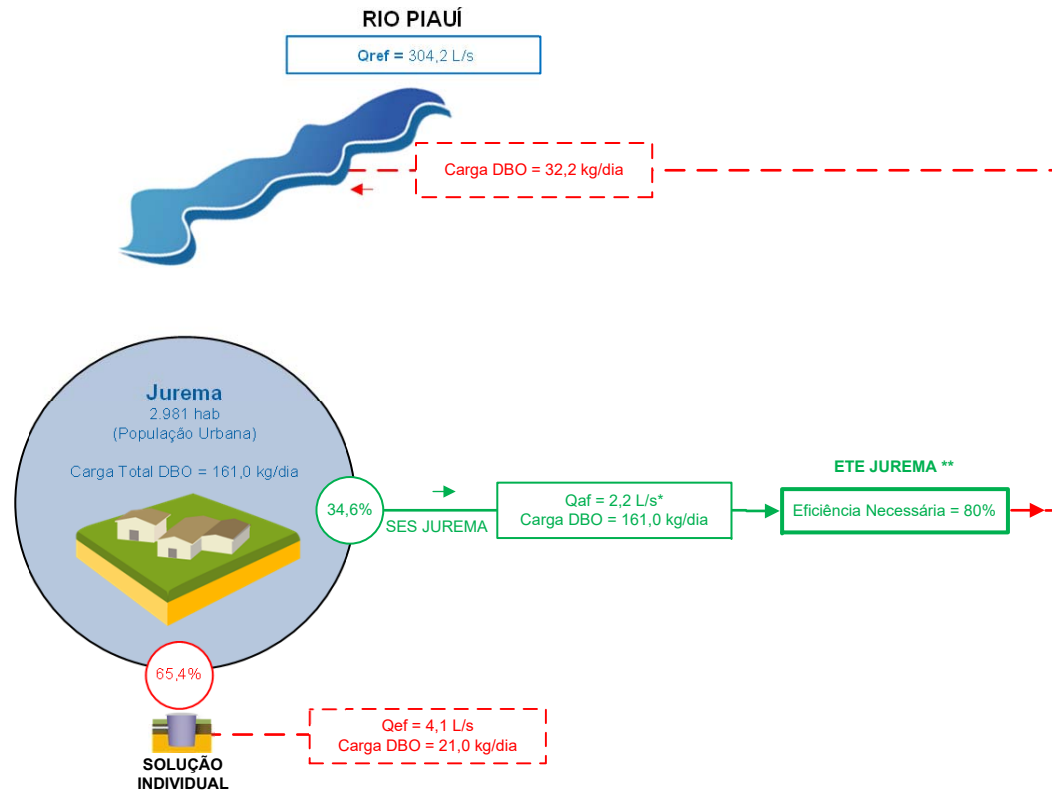 RIO PIAUÍ
Qref = 304,2 L/s
Carga DBO = 32,2 kg/dia
Jurema
2.981 hab
(População Urbana)
Carga Total DBO = 161,0 kg/dia
34,6%
SES JUREMA
Qaf = 2,2 L/s*
Carga DBO = 161,0 kg/dia
ETE JUREMA **
Eficiência Necessária = 80%
65,4%
Qef = 4,1 L/s
Carga DBO = 21,0 kg/dia
SOLUÇÃO
INDIVIDUAL